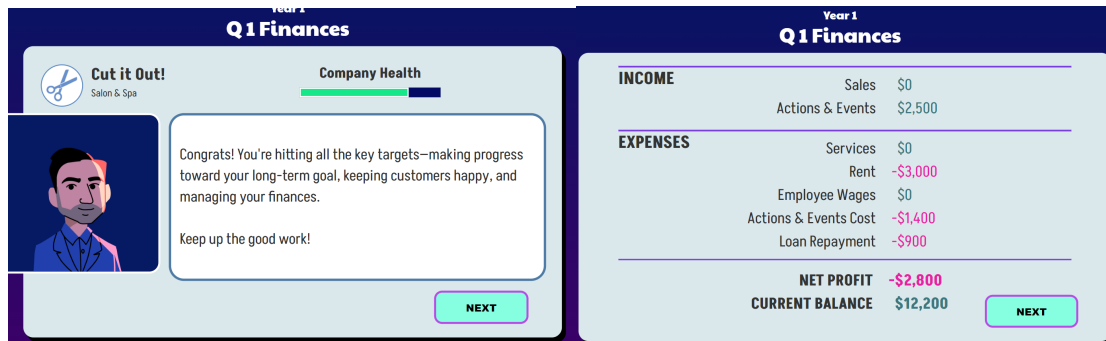 Year 1
Q1 Finances
Cut it Out!
Salon & Spa
Company Health
Congrats! You're hitting all the key targets—making progress
toward your long-term goal, keeping customers happy, and
managing your finances.
Keep up the good work!
NEXT
Year 1
Q1 Finances
INCOME
Sales $0
Actions & Events $2,500
EXPENSES
Services $0
Rent -$3,000
Employee Wages $0
Actions & Events Cost -$1,400
Loan Repayment -$900
NET PROFIT -$2,800
CURRENT BALANCE $12,200
NEXT